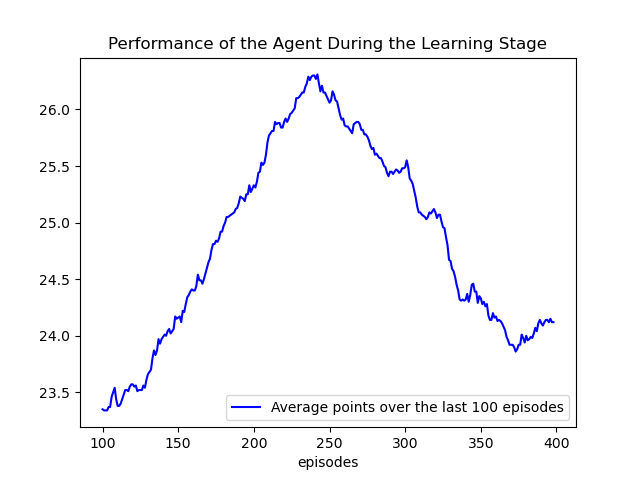 Performance of the Agent During the Learning Stage
26.0
25.5
25.0
24.5
24.0
23.5
Average points over the last 100 episodes
100 150 200 250 300 350 400
episodes